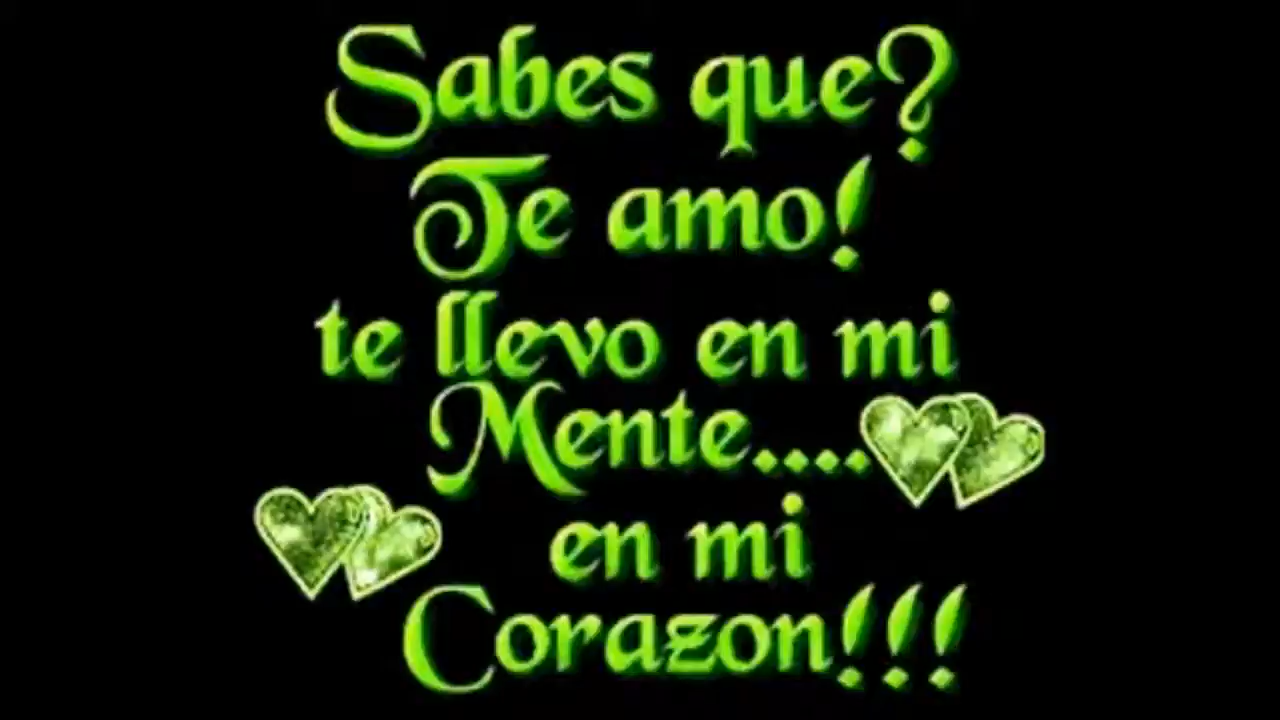 Sabes que?
Te amo!
te llevo en mi
Mente....
en mi
Corazon!!!